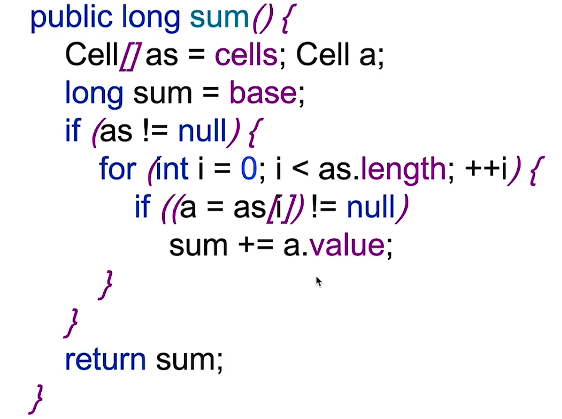 public long sum() {
Cell[] as = cells; Cell a;
long sum = base;
if (as != null) {
for (int i = 0; i < as.length; ++i) {
if ((a = as[i]) != null)
sum += a.value;
}
}
return sum;
}